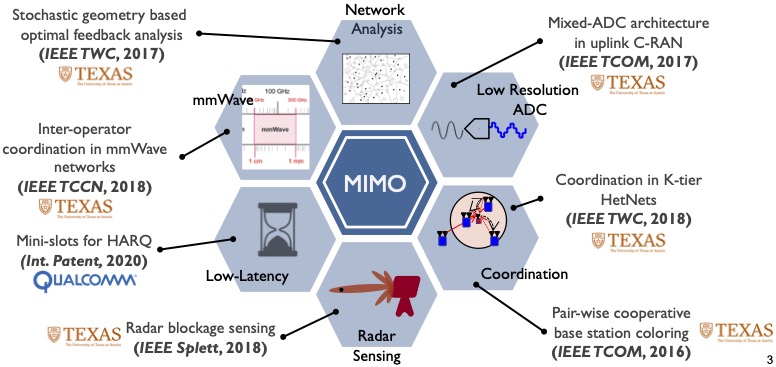 Stochastic geometry based
optimal feedback analysis
(IEEE TWC, 2017)
TEXAS
The University of Texas at Austin
Network
Analysis
Mixed-ADC architecture
in uplink C-RAN
(IEEE TCOM, 2017)
TEXAS
The University of Texas at Austin
mmWave
100 GHz
GHz
300 GHz
mmWave
1 cm
1 mm
Low Resolution
ADC
Inter-operator
coordination in mmWave
networks
(IEEE TCCN, 2018)
TEXAS
The University of Texas at Austin
MIMO
Coordination in K-tier
HetNets
(IEEE TWC, 2018)
TEXAS
The University of Texas at Austin
Mini-slots for HARQ
(Int. Patent, 2020)
QUALCOMM
Low-Latency
Coordination
TEXAS
The University of Texas at Austin
Radar blockage sensing
(IEEE Splett, 2018)
Radar
Sensing
Pair-wise cooperative
base station coloring
(IEEE TCOM, 2016)
TEXAS
The University of Texas at Austin
3